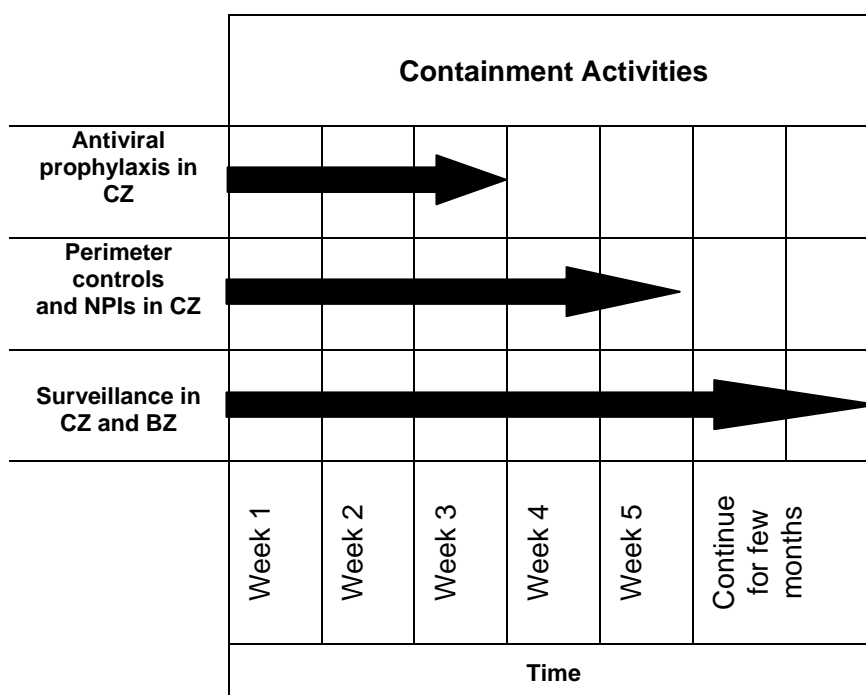 Containment Activities
Antiviral
prophylaxis in
CZ
Perimeter
controls
and NPIs in CZ
Surveillance in
CZ and BZ
Week 1
Week 2
Week 3
Week 4
Week 5
Continue
for few
months
Time